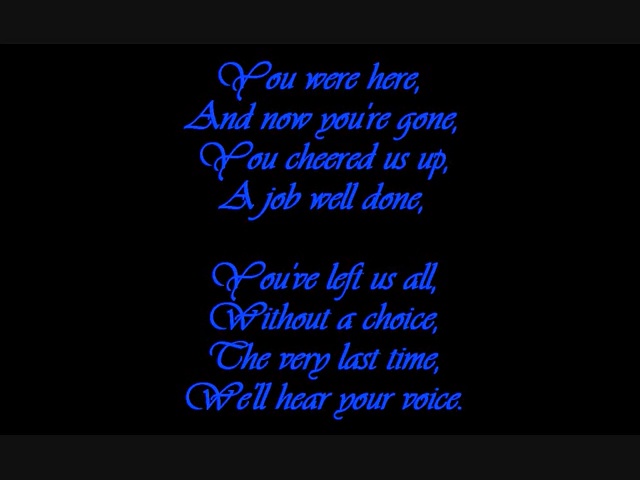 You were here,
And now you're gone,
You cheered us up,
A job well done,
You've left us all,
Without a choice,
The very last time,
We'll hear your voice.